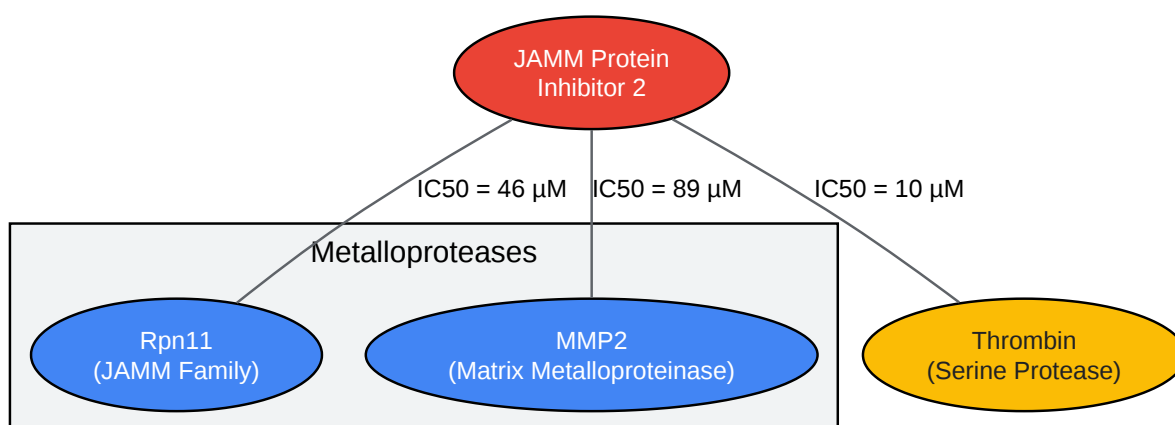 JAMM Protein
Inhibitor 2
IC50 = 46 µM
IC50 = 89 µM
IC50 = 10 µM
Metalloproteases
Rpn11
(JAMM Family)
MMP2
(Matrix Metalloproteinase)
Thrombin
(Serine Protease)